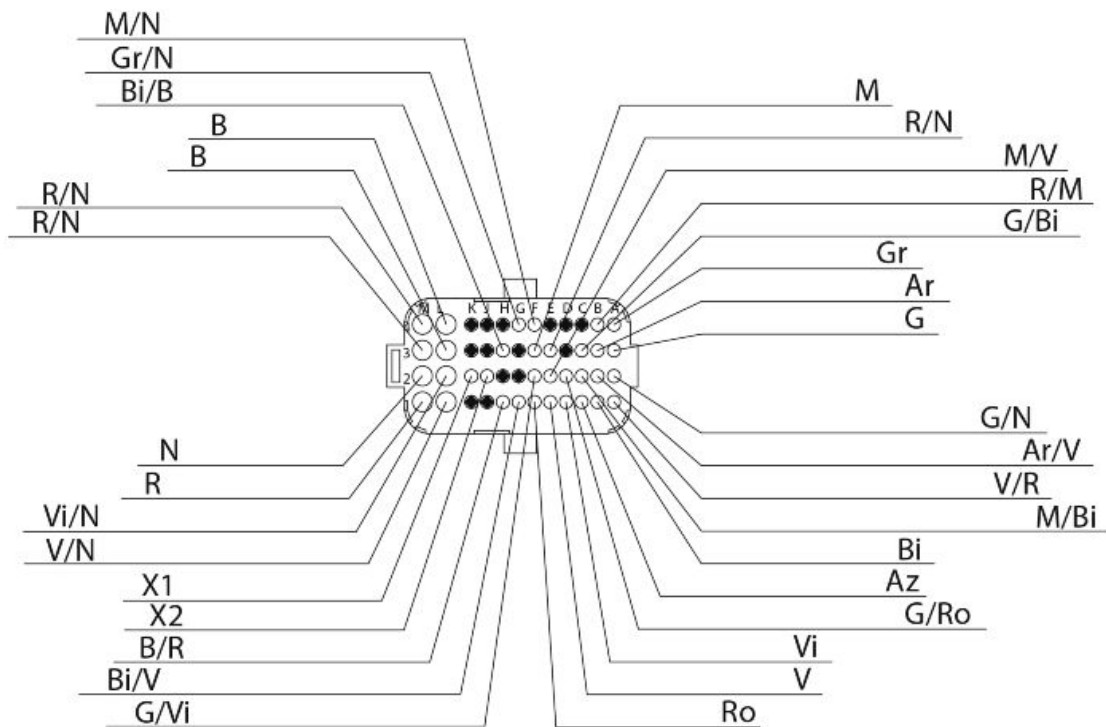 M/N
Gr/N
Bi/B
B
B
R/N
R/N
M
R/N
M/V
R/M
G/Bi
Gr
Ar
G
M L K J H G F E D C B A
3
2
N
R
Vi/N
V/N
X1
X2
B/R
Bi/V
G/Vi
G/N
Ar/V
V/R
M/Bi
Bi
Az
G/Ro
Vi
V
Ro